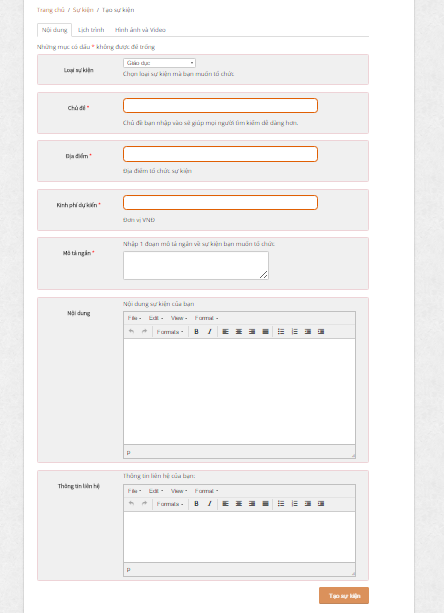 Trang chủ / Sự kiện / Tạo sự kiện
Nội dung Lịch trình Hình ảnh và Video
Những mục có dấu * không được để trống
Loại sự kiện
Giáo dục
Chọn loại sự kiện mà bạn muốn tổ chức
Chủ đề *
Chủ đề bạn nhập vào sẽ giúp mọi người tìm kiếm dễ dàng hơn.
Địa điểm *
Địa điểm tổ chức sự kiện
Kinh phí dự kiến *
Đơn vị VNĐ
Nhập 1 đoạn mô tả ngắn về sự kiện bạn muốn tổ chức
Mô tả ngắn *
Nội dung sự kiện của bạn
Nội dung
File Edit View Format
Formats B I
p
Thông tin liên hệ của bạn:
Thông tin liên hệ
File Edit View Format
Formats B I
p
Tạo sự kiện